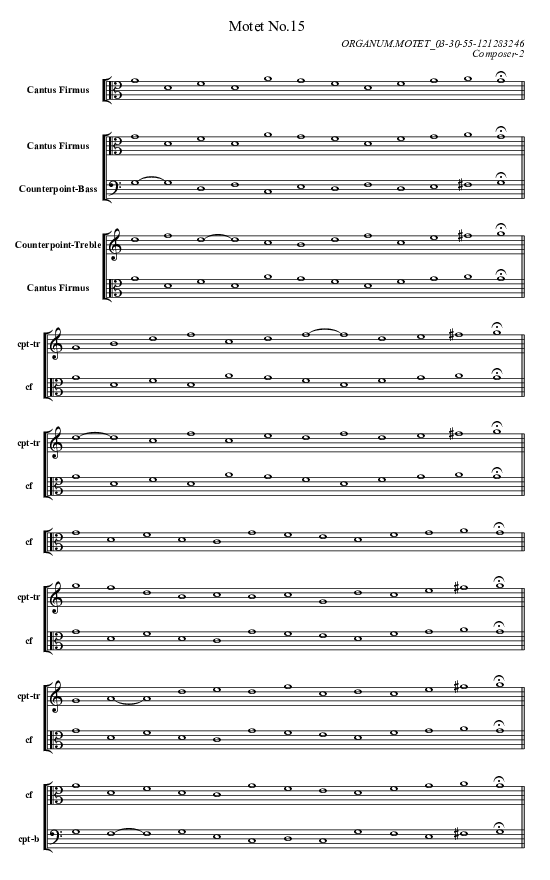 Motet No.15
ORGANUM.MOTET_03-30-55-121283246
Composer-2
Cantus Firmus
Cantus Firmus
Counterpoint-Bass
Counterpoint-Treble
Cantus Firmus
cpt-tr
cf
cpt-tr
cf
cf
cpt-tr
cf
cpt-tr
cf
cf
cpt-b